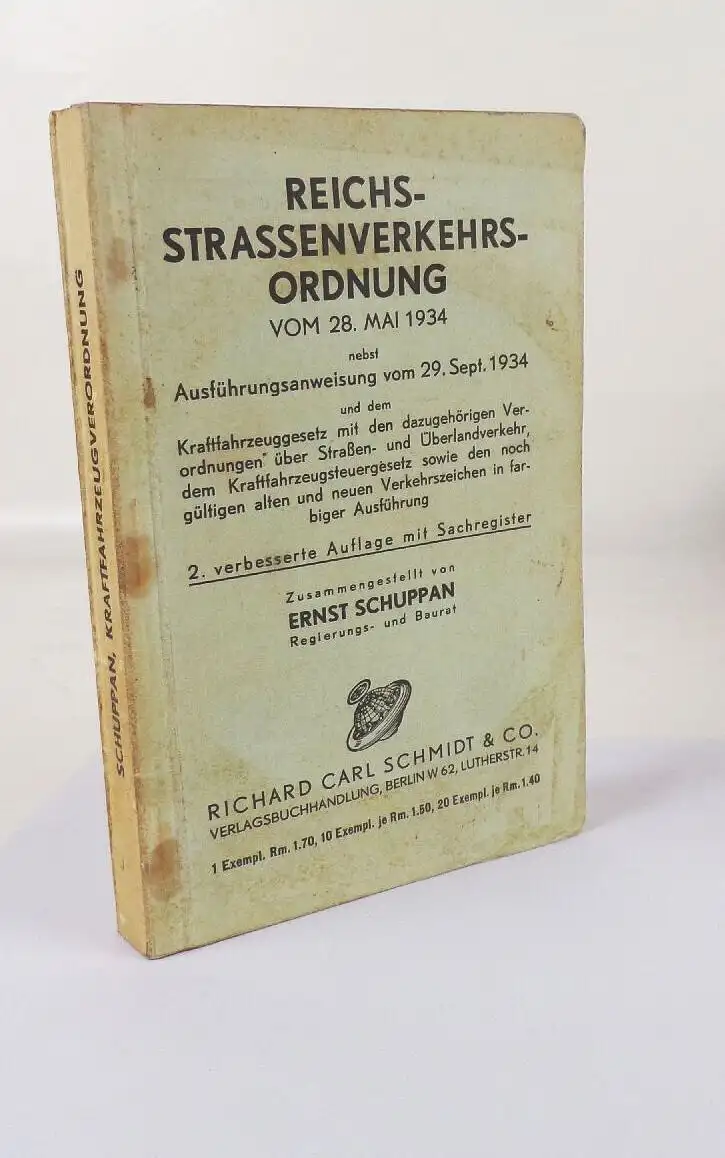 REICHS-
STRASSENVERKEHRS-
ORDNUNG
VOM 28. MAI 1934
nebst
Ausführungsanweisung vom 29. Sept. 1934
und dem
Kraftfahrzeuggesetz mit den dazugehörigen Ver-
ordnungen über Straßen- und Überlandverkehr,
dem Kraftfahrzeugsteuergesetz sowie den noch
gültigen alten und neuen Verkehrszeichen in far-
biger Ausführung
2. verbesserte Auflage mit Sachregister
Zusammengestellt von
ERNST SCHUPPAN
Regierungs- und Baurat
RICHARD CARL SCHMIDT & CO.
VERLAGSBUCHHANDLUNG, BERLIN W 62, LUTHERSTR. 14
1 Exempl. Rm. 1.70, 10 Exempl. je Rm. 1.50, 20 Exempl. je Rm. 1.40
SCHUPPAN, KRAFTFAHRZEUGVERORDNUNG